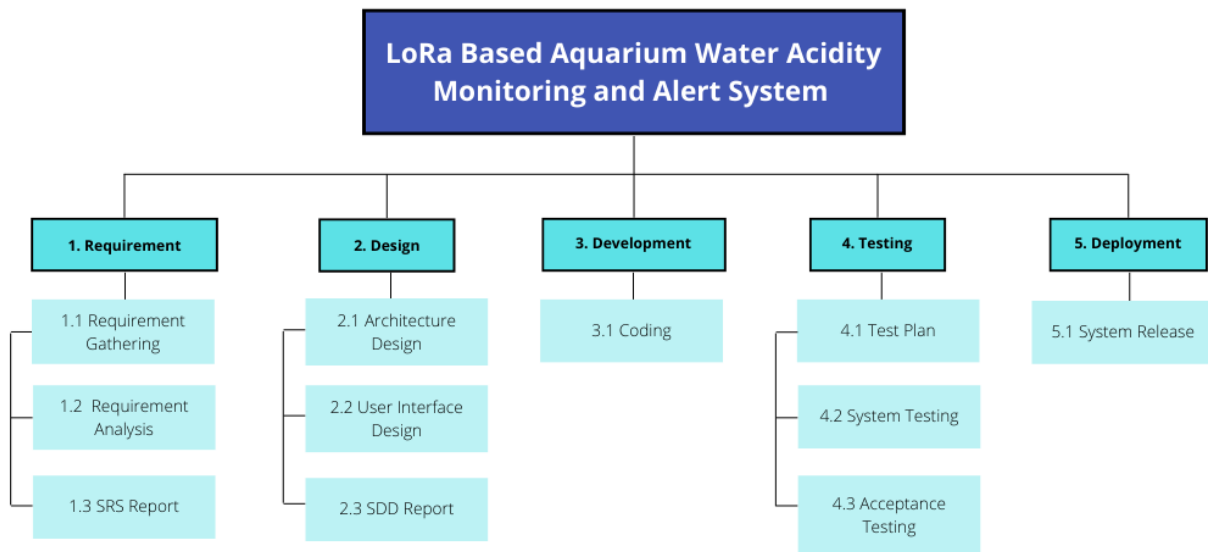 LoRa Based Aquarium Water Acidity
Monitoring and Alert System
1. Requirement
2. Design
3. Development
4. Testing
5. Deployment
1.1 Requirement
Gathering
1.2 Requirement
Analysis
1.3 SRS Report
2.1 Architecture
Design
2.2 User Interface
Design
2.3 SDD Report
3.1 Coding
4.1 Test Plan
4.2 System Testing
4.3 Acceptance
Testing
5.1 System Release